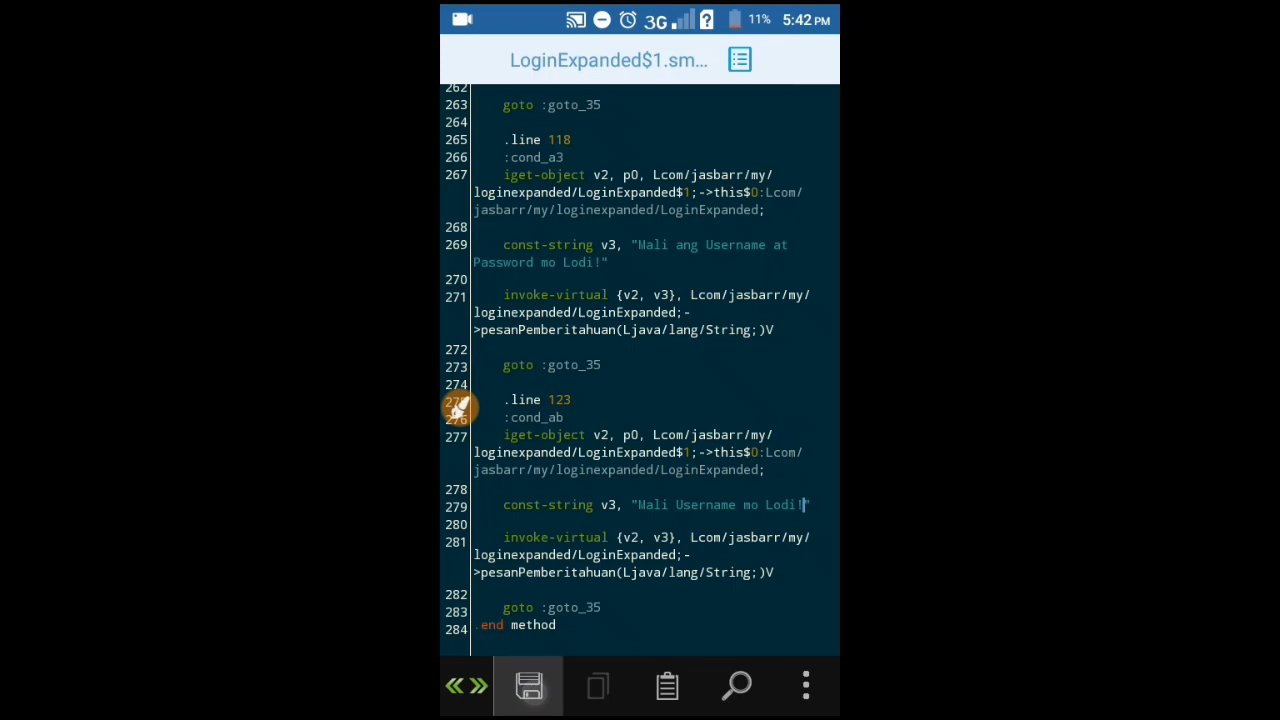 3G ? 11% 5:42 PM
LoginExpanded$1.sm...
262
263 goto :goto_35
264
265 .line 118
266 :cond_a3
267 iget-object v2, p0, Lcom/jasbarr/my/
loginexpanded/LoginExpanded$1;->this$0:Lcom/
jasbarr/my/loginexpanded/LoginExpanded;
268
269 const-string v3, "Mali ang Username at
Password mo Lodi!"
270
271 invoke-virtual {v2, v3}, Lcom/jasbarr/my/
loginexpanded/LoginExpanded;-
>pesanPemberitahuan(Ljava/lang/String;)V
272
273 goto :goto_35
274
275 .line 123
276 :cond_ab
277 iget-object v2, p0, Lcom/jasbarr/my/
loginexpanded/LoginExpanded$1;->this$0:Lcom/
jasbarr/my/loginexpanded/LoginExpanded;
278
279 const-string v3, "Mali Username mo Lodi!"
280
281 invoke-virtual {v2, v3}, Lcom/jasbarr/my/
loginexpanded/LoginExpanded;-
>pesanPemberitahuan(Ljava/lang/String;)V
282
283 goto :goto_35
284 .end method